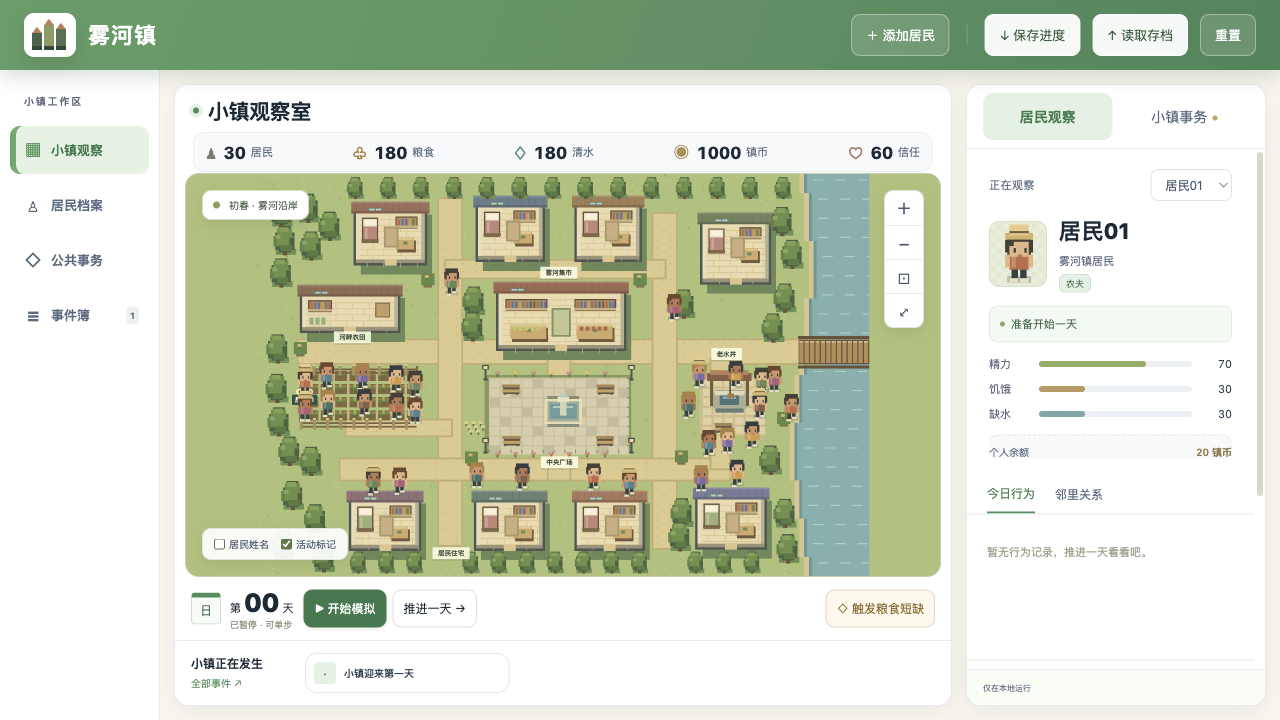 雾河镇
+ 添加居民
↓ 保存进度
↑ 读取存档
重置
小镇工作区
小镇观察
居民档案
公共事务
事件簿 1
小镇观察室
30 居民
180 粮食
180 清水
1000 镇币
60 信任
初春 · 雾河沿岸
+
−
雾河集市
河畔农田
老水井
中央广场
居民住宅
居民姓名 活动标记
日
第 00 天
已暂停 · 可单步
▶ 开始模拟
推进一天 →
◇ 触发粮食短缺
小镇正在发生
全部事件 ↗
· 小镇迎来第一天
居民观察
小镇事务
正在观察 居民01
居民01
雾河镇居民
农夫
准备开始一天
精力 70
饥饿 30
缺水 30
个人余额 20 镇币
今日行为 邻里关系
暂无行为记录，推进一天看看吧。
仅在本地运行